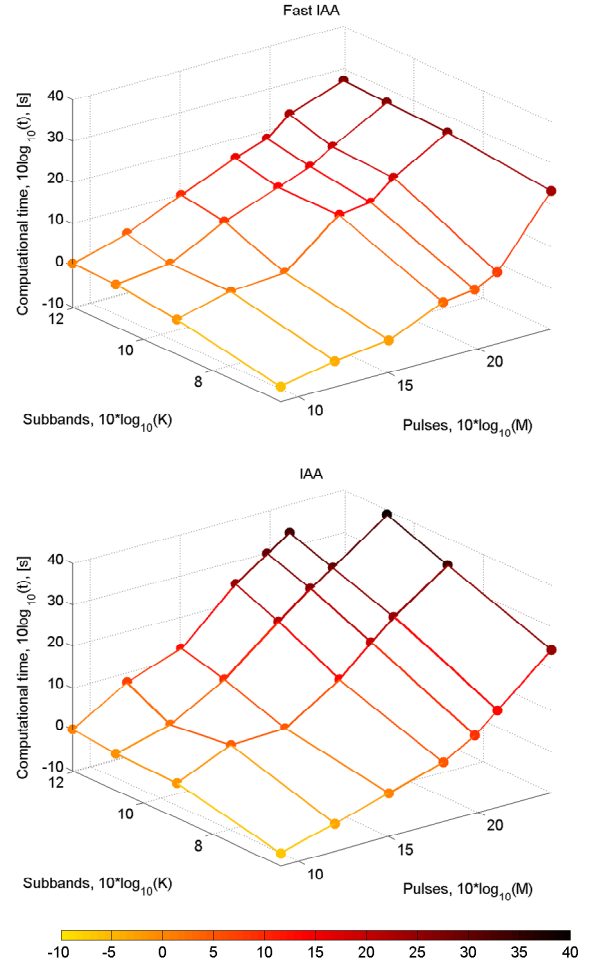 Fast IAA
40
30
20
10
0
-10
12
10
8
10
15
20
Computational time, 10log10(t), [s]
Subbands, 10*log10(K)
Pulses, 10*log10(M)
IAA
40
30
20
10
0
-10
12
10
8
10
15
20
Computational time, 10log10(t), [s]
Subbands, 10*log10(K)
Pulses, 10*log10(M)
-10 -5 0 5 10 15 20 25 30 35 40